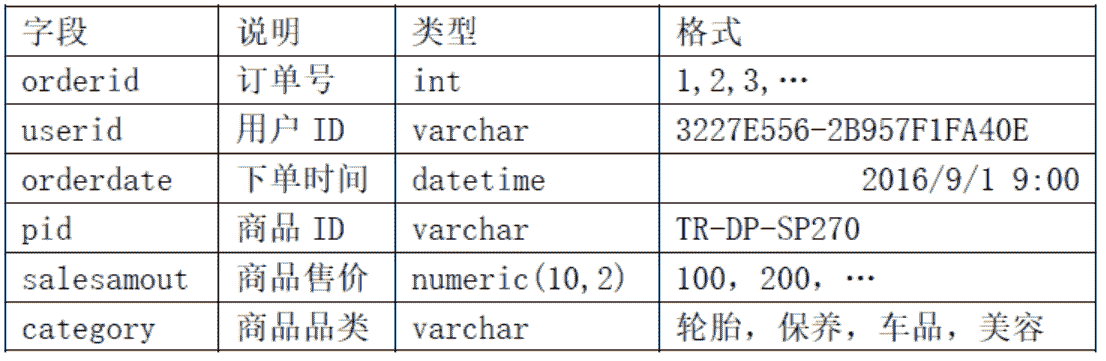 字段 说明 类型 格式
orderid 订单号 int 1,2,3,…
userid 用户 ID varchar 3227E556-2B957F1FA40E
orderdate 下单时间 datetime 2016/9/1 9:00
pid 商品 ID varchar TR-DP-SP270
salesamout 商品售价 numeric(10,2) 100，200，…
category 商品品类 varchar 轮胎，保养，车品，美容